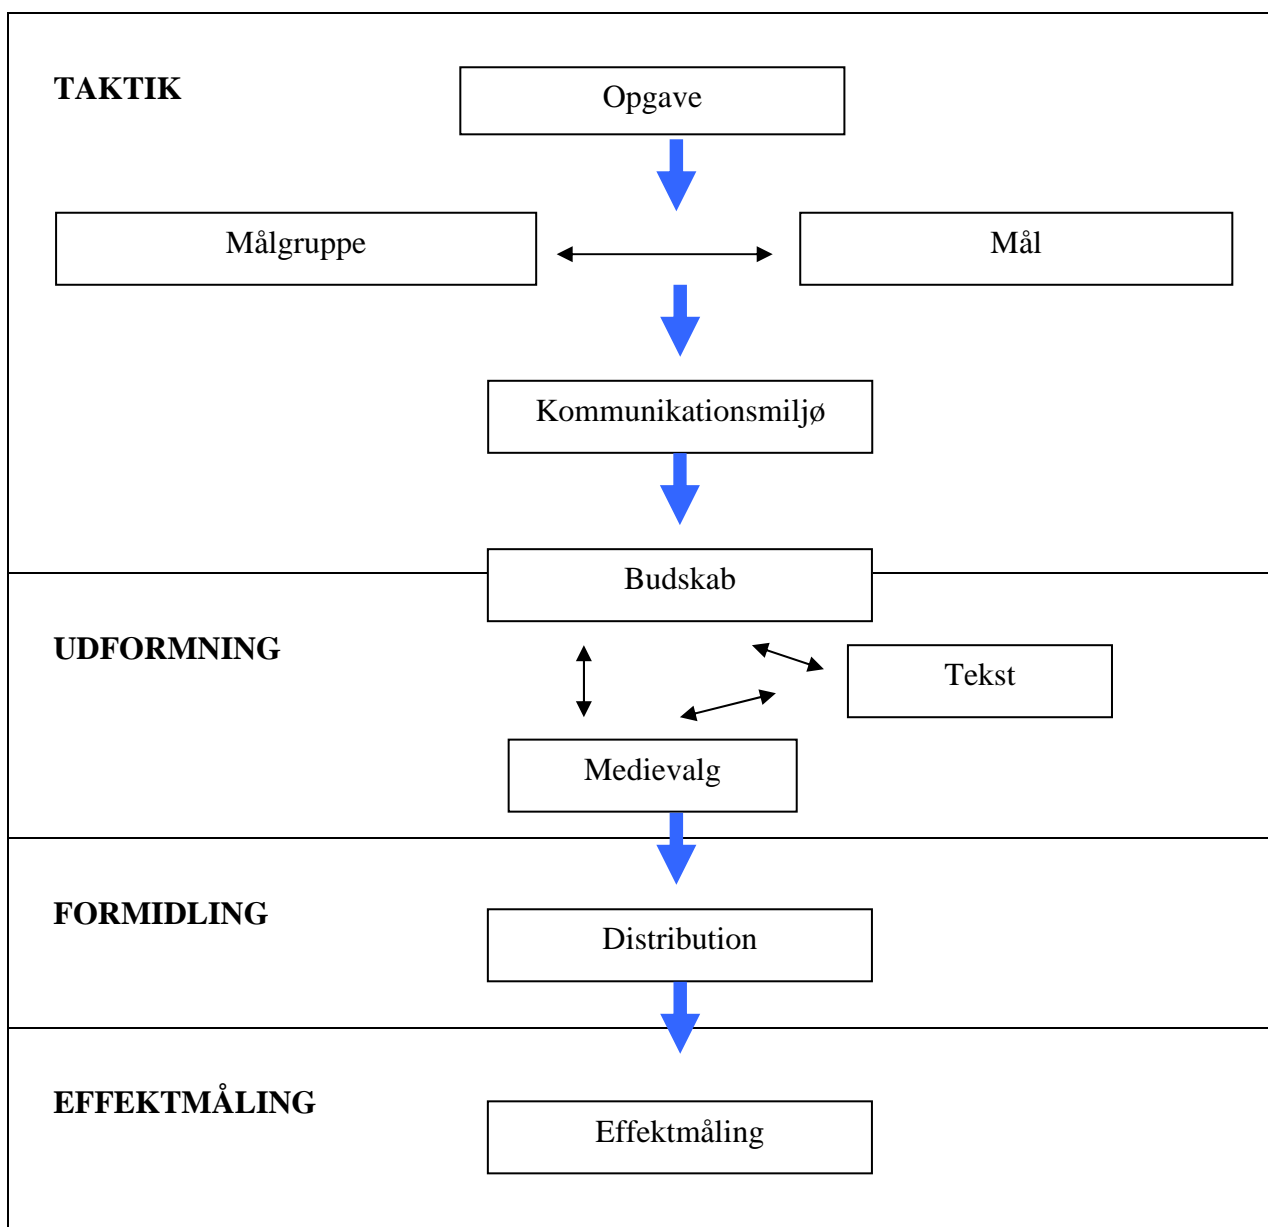 TAKTIK
Opgave
Målgruppe
Mål
Kommunikationsmiljø
Budskab
UDFORMNING
Tekst
Medievalg
FORMIDLING
Distribution
EFFEKTMÅLING
Effektmåling